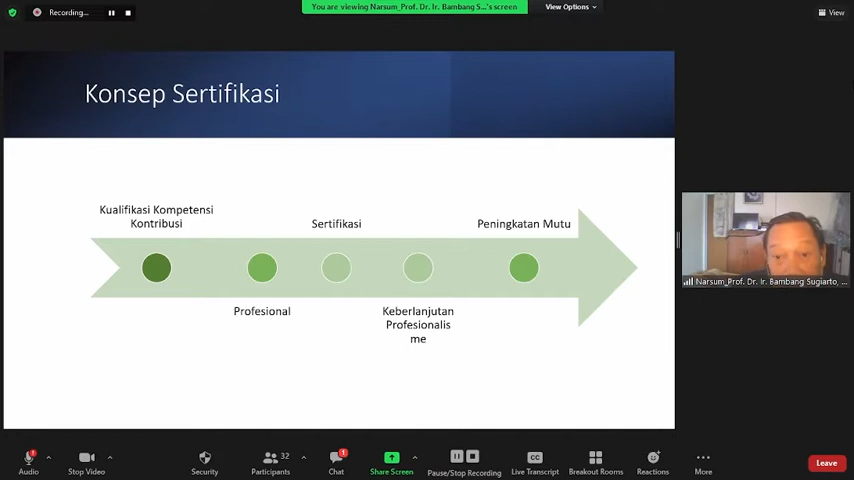 Recording...
You are viewing Narsum_Prof. Dr. Ir. Bambang S...'s screen
View Options
View
Konsep Sertifikasi
Kualifikasi Kompetensi
Kontribusi
Sertifikasi
Peningkatan Mutu
Profesional
Keberlanjutan
Profesionalis
me
Narsum_Prof. Dr. Ir. Bambang Sugiarto, ...
Audio
Stop Video
Security
32
Participants
1
Chat
Share Screen
Pause/Stop Recording
CC
Live Transcript
Breakout Rooms
Reactions
More
Leave